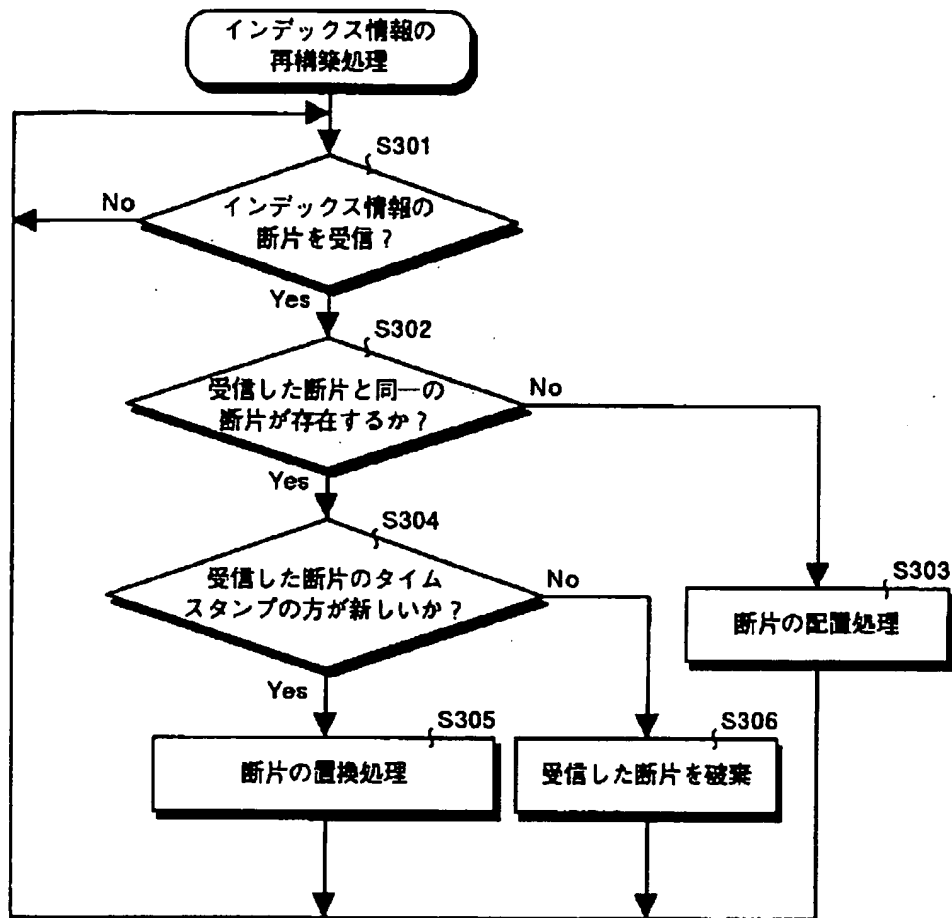 インデックス情報の
再構築処理
S301
No
インデックス情報の
断片を受信？
Yes
S302
受信した断片と同一の
断片が存在するか？
No
Yes
S304
受信した断片のタイム
スタンプの方が新しいか？
No
S303
断片の配置処理
Yes
S305
断片の置換処理
S306
受信した断片を破棄